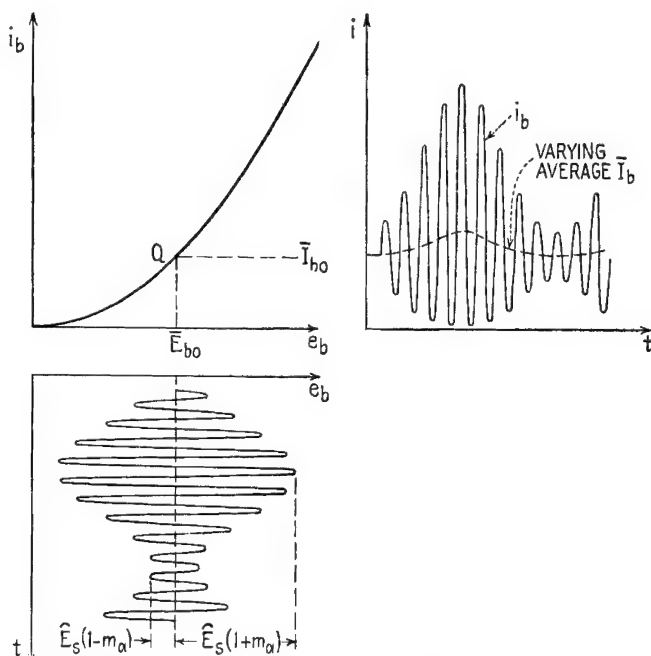 i_b
Q
Ī_bo
Ē_bo
e_b
i
i_b
VARYING
AVERAGE Ī_b
t
e_b
t
Ê_s(1-m_a)
Ê_s(1+m_a)